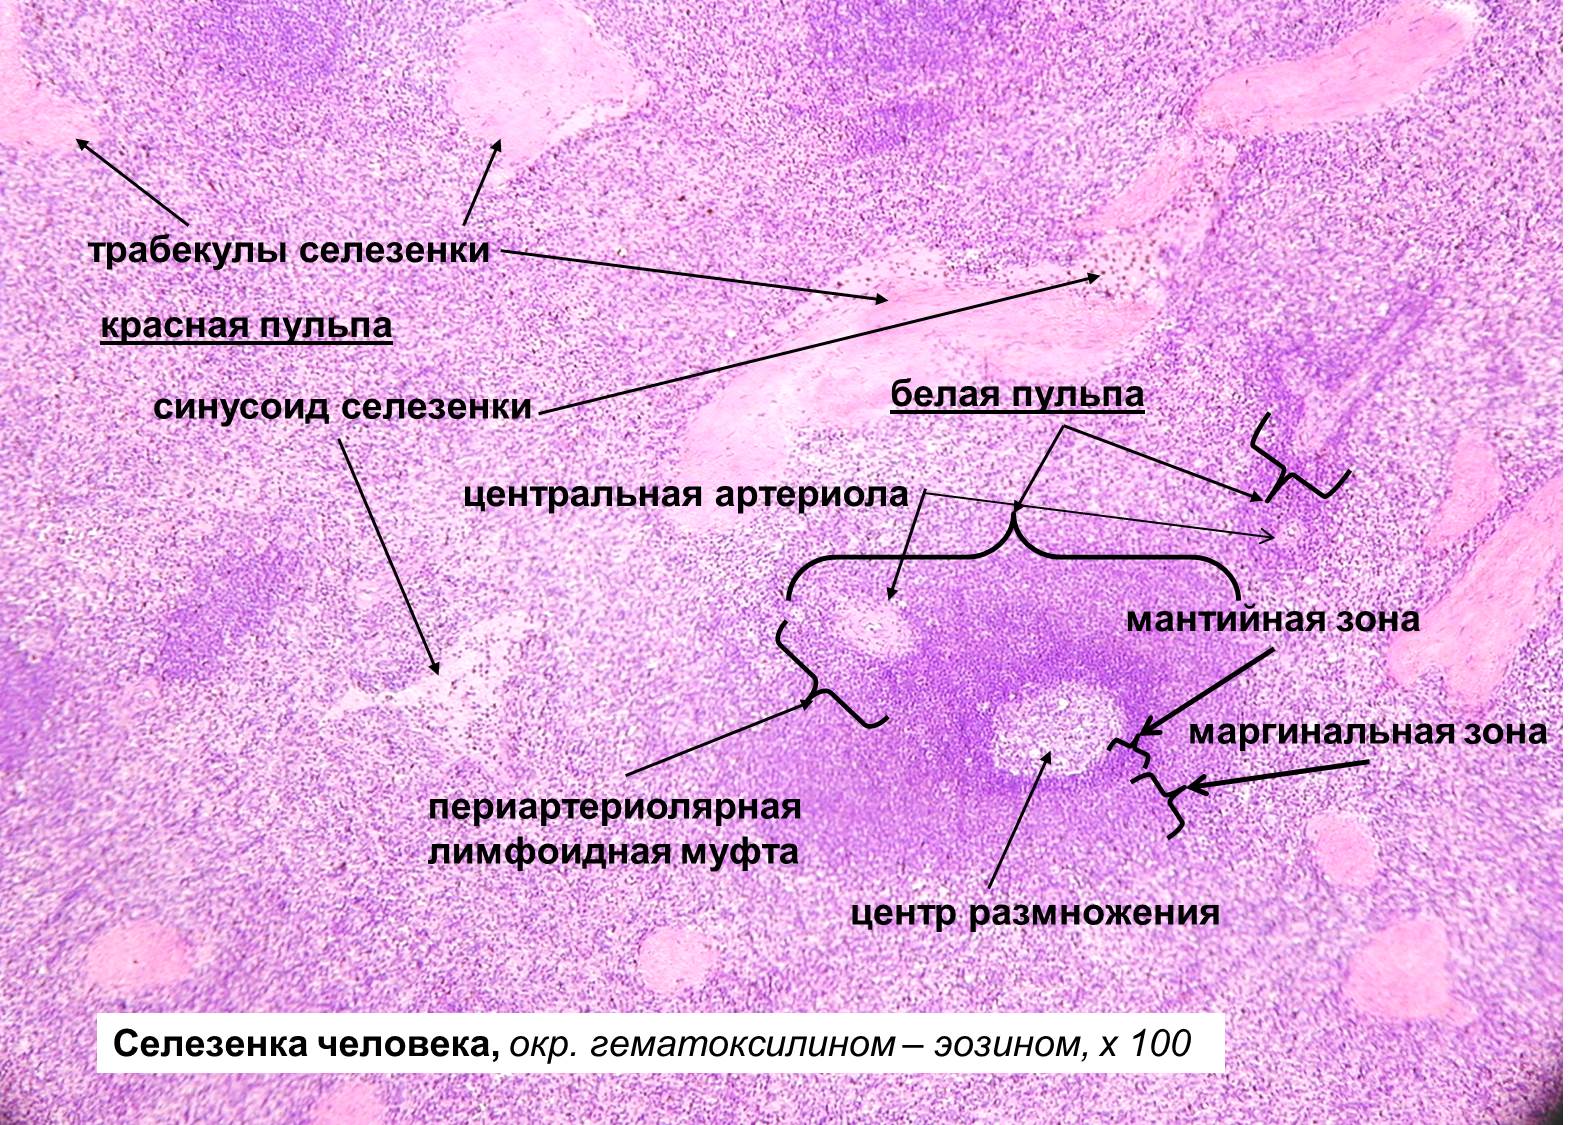 трабекулы селезенки
красная пульпа
синусоид селезенки
белая пульпа
центральная артериола
мантийная зона
маргинальная зона
периартериолярная
лимфоидная муфта
центр размножения
Селезенка человека, окр. гематоксилином – эозином, х 100